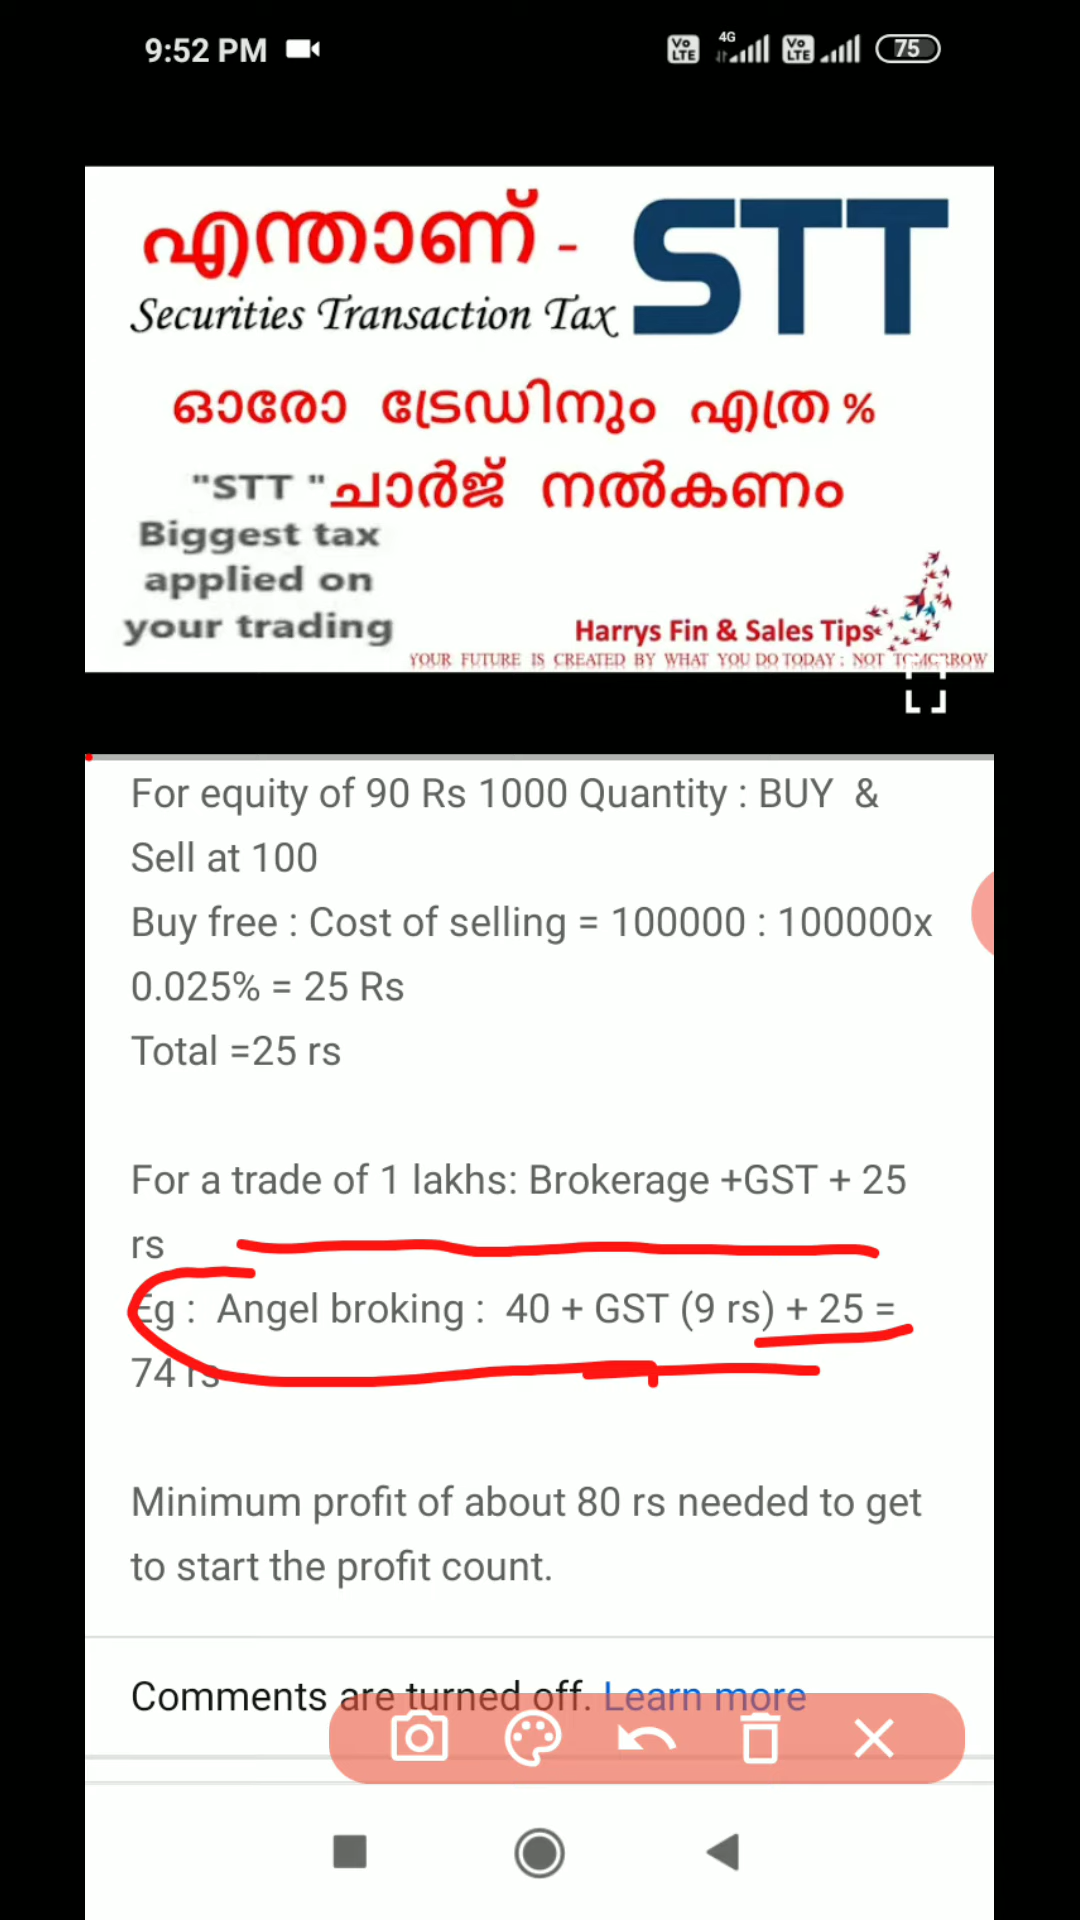 9:52 PM
Vo LTE 4G Vo LTE 75
എന്താണ് - STT
Securities Transaction Tax
ഓരോ ട്രേഡിനും എത്ര %
"STT " ചാർജ് നൽകണം
Biggest tax
applied on
your trading
Harrys Fin & Sales Tips
YOUR FUTURE IS CREATED BY WHAT YOU DO TODAY : NOT TOMORROW
For equity of 90 Rs 1000 Quantity : BUY &
Sell at 100
Buy free : Cost of selling = 100000 : 100000x
0.025% = 25 Rs
Total =25 rs
For a trade of 1 lakhs: Brokerage +GST + 25
rs
Eg : Angel broking : 40 + GST (9 rs) + 25 =
74 rs
Minimum profit of about 80 rs needed to get
to start the profit count.
Comments are turned off. Learn more